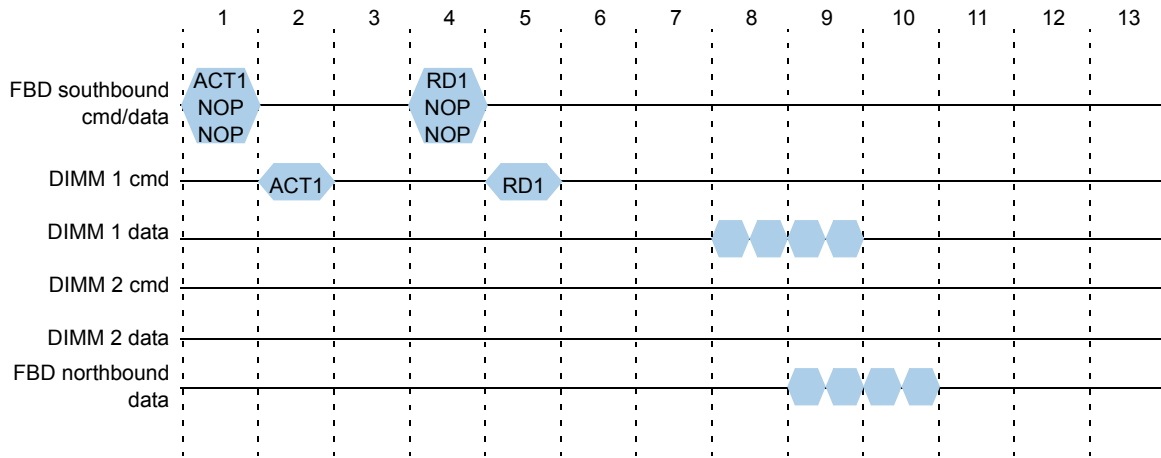 1 2 3 4 5 6 7 8 9 10 11 12 13
FBD southbound
cmd/data
ACT1
NOP
NOP
RD1
NOP
NOP
DIMM 1 cmd
ACT1
RD1
DIMM 1 data
DIMM 2 cmd
DIMM 2 data
FBD northbound
data